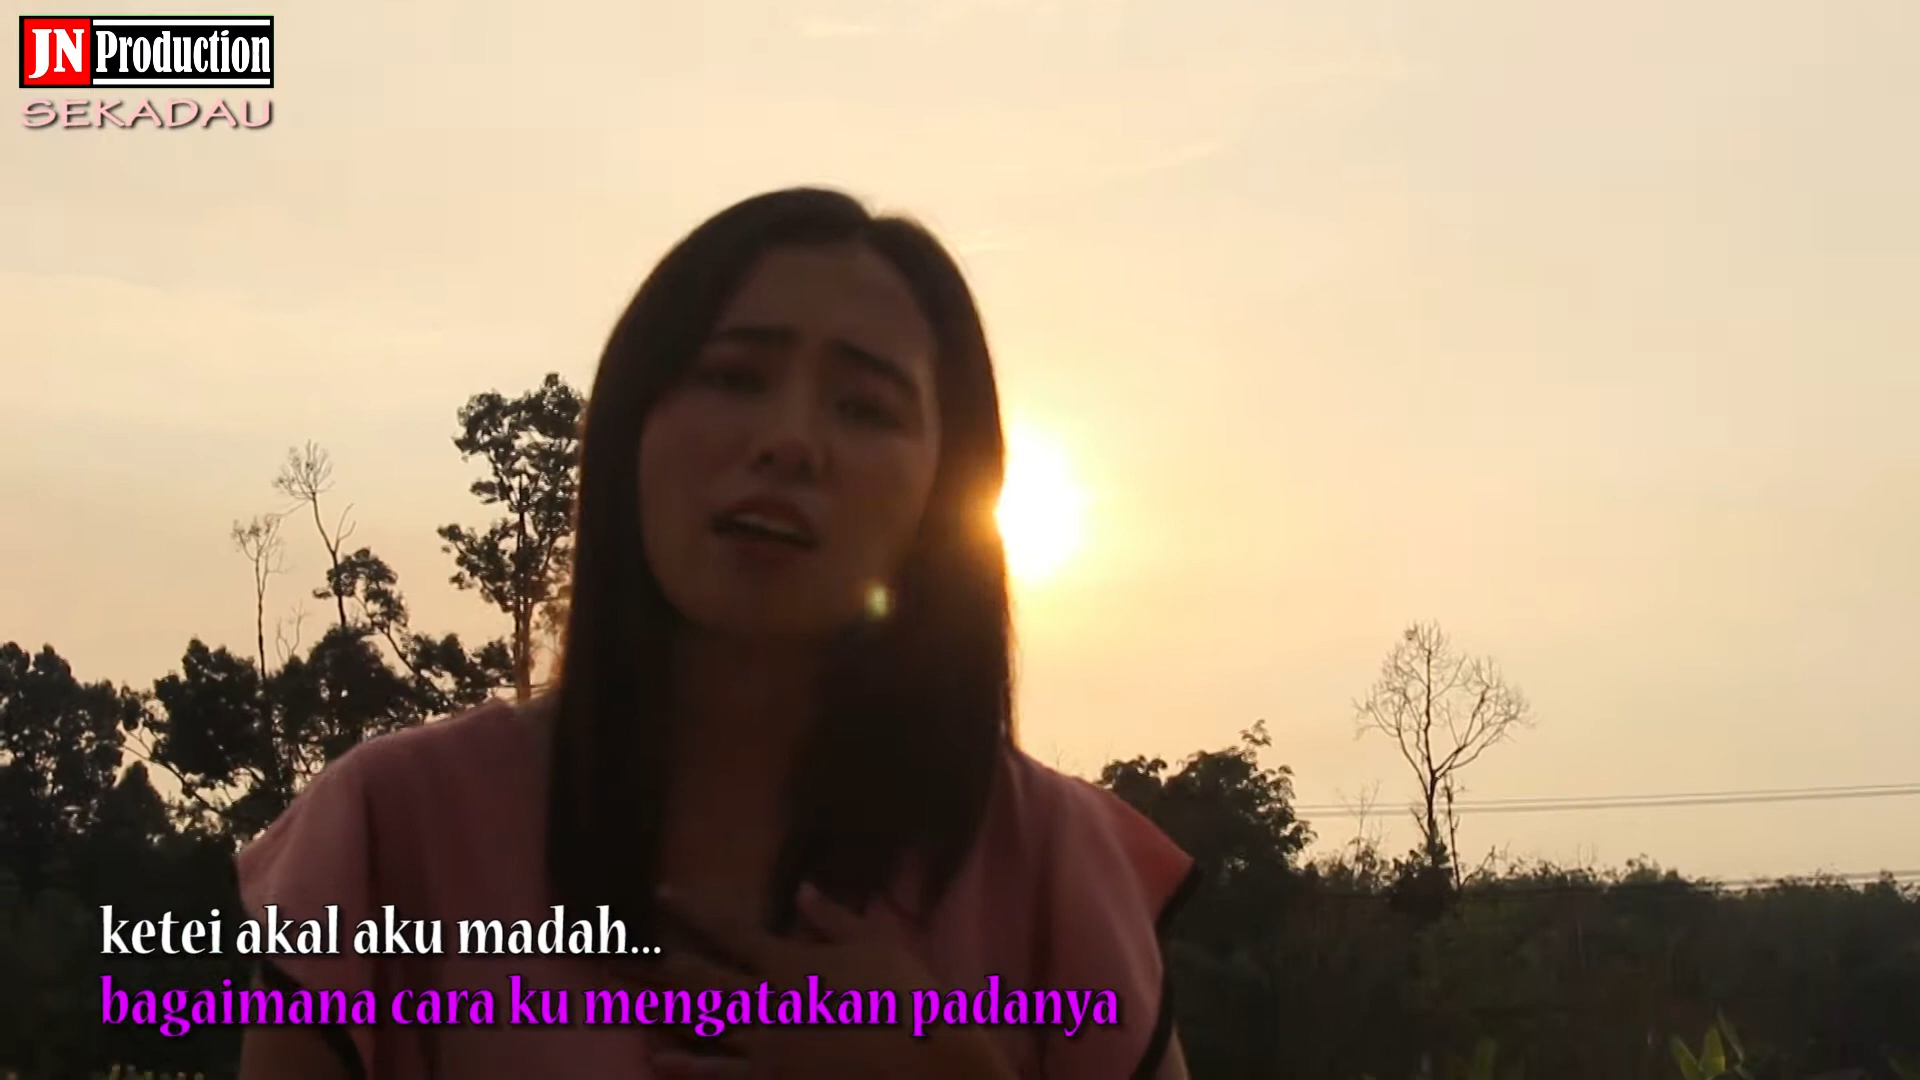 JN Production
SEKADAU
ketei akal aku madah...
bagaimana cara ku mengatakan padanya